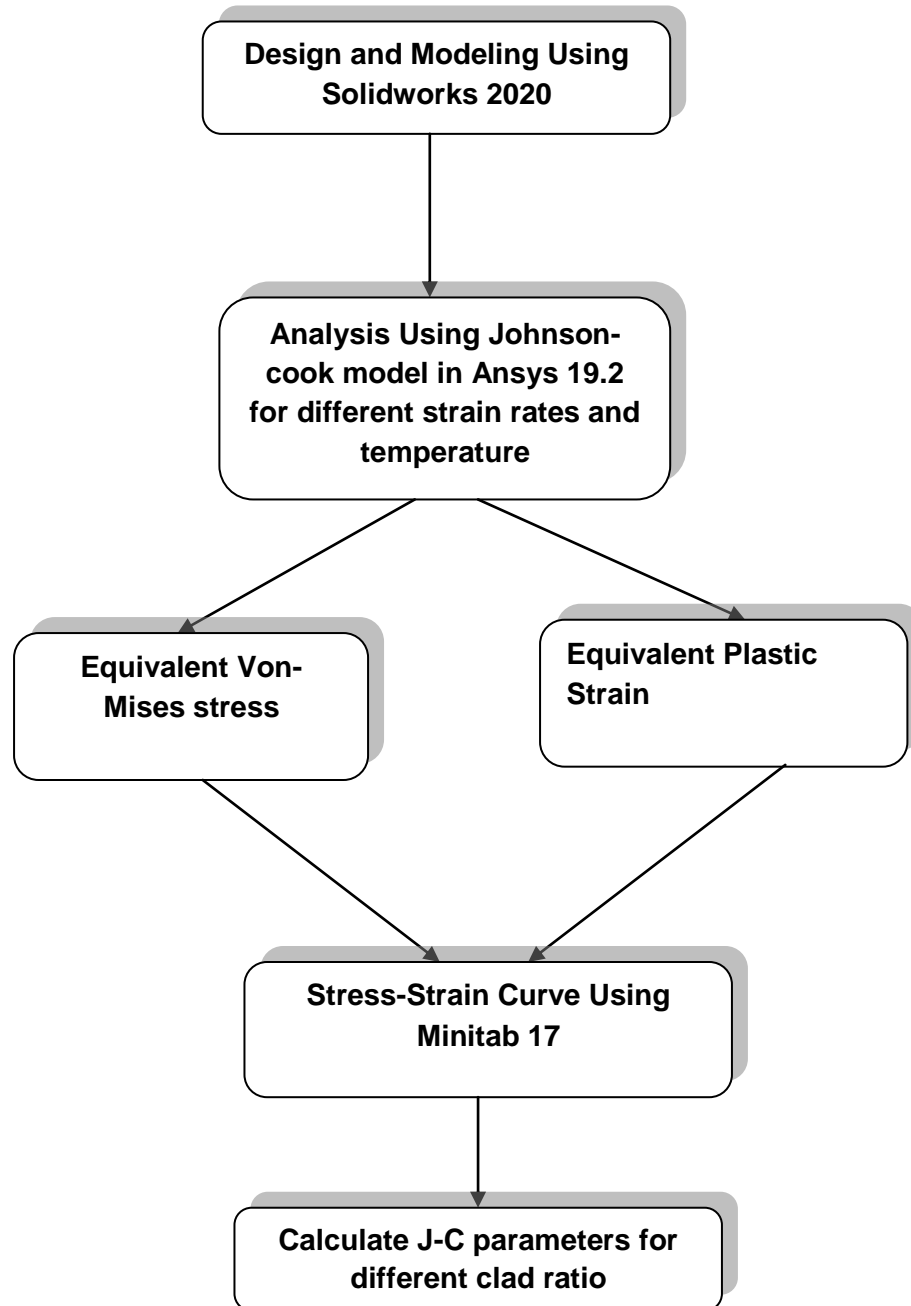 Design and Modeling Using
Solidworks 2020
Analysis Using Johnson-
cook model in Ansys 19.2
for different strain rates and
temperature
Equivalent Von-
Mises stress
Equivalent Plastic
Strain
Stress-Strain Curve Using
Minitab 17
Calculate J-C parameters for
different clad ratio